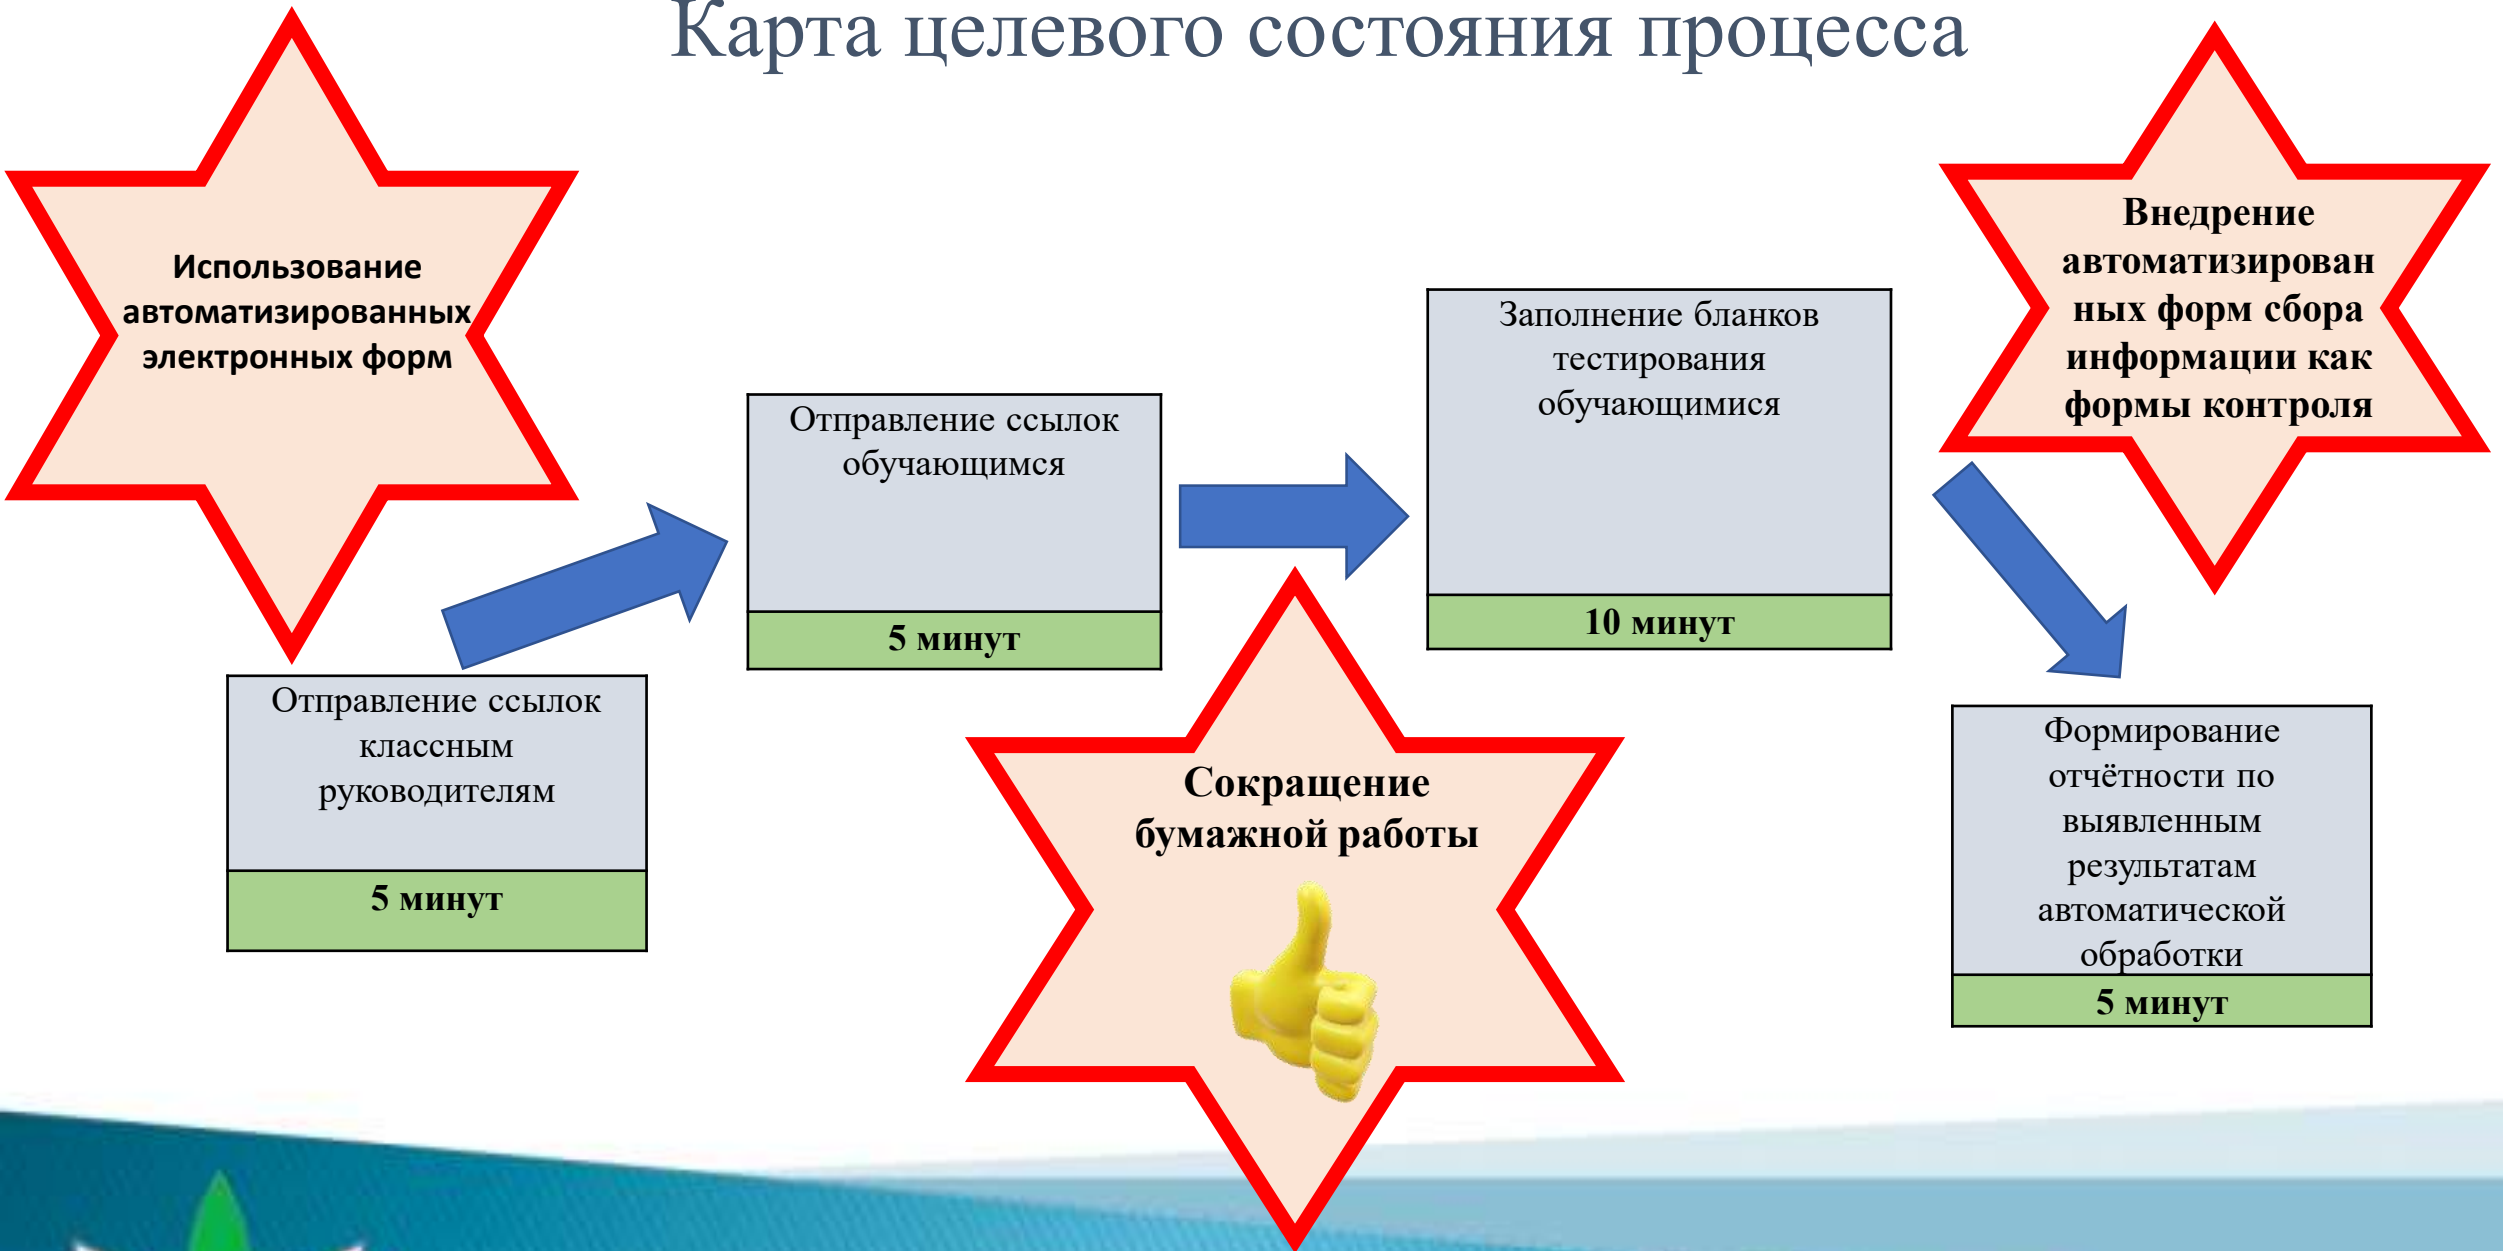 Карта целевого состояния процесса
Использование
автоматизированных
электронных форм
Отправление ссылок
классным
руководителям
5 минут
Отправление ссылок
обучающимся
5 минут
Сокращение
бумажной работы
Заполнение бланков
тестирования
обучающимися
10 минут
Внедрение
автоматизирован
ных форм сбора
информации как
формы контроля
Формирование
отчётности по
выявленным
результатам
автоматической
обработки
5 минут